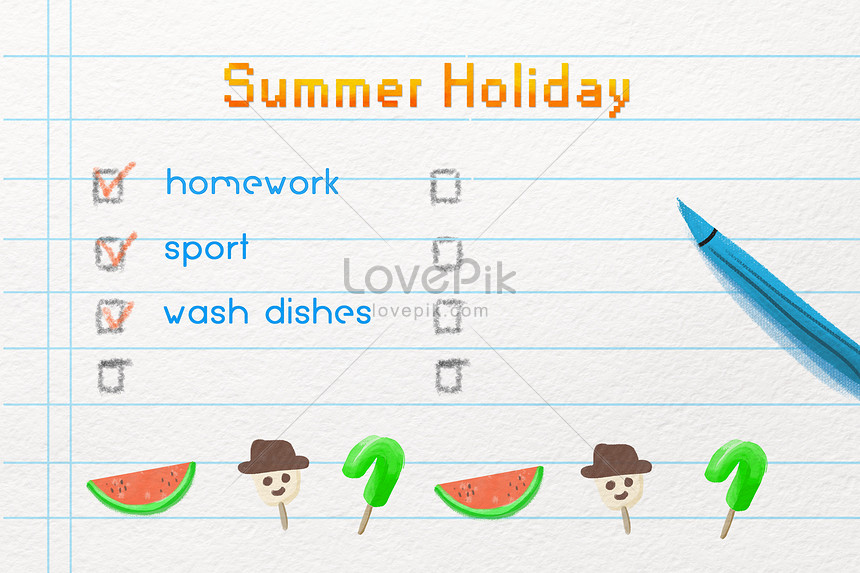 Summer Holiday
homework
sport
wash dishes
LovePik
lovepik.com